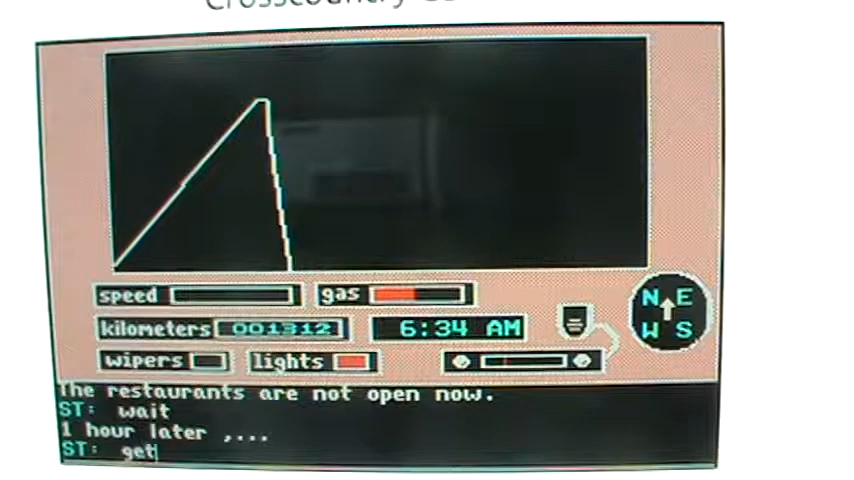 Crosscountry
speed gas
kilometers 001312 6:34 AM
N E
W S
wipers lights
The restaurants are not open now.
ST: wait
1 hour later ,...
ST: get